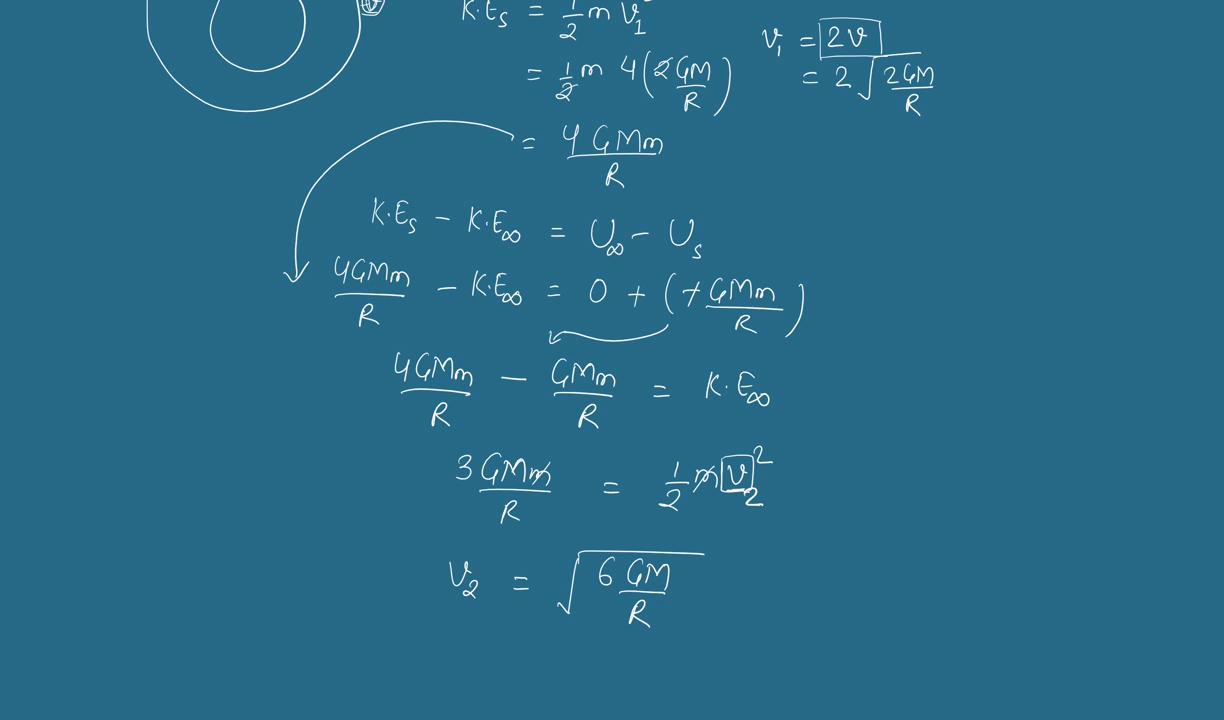 K.E_s = 1/2 m v_1^2
v_1 = 2v
= 1/2 m 4(2GM/R)
= 2√(2GM/R)
= 4GMm/R
K.E_s - K.E_∞ = U_∞ - U_s
4GMm/R - K.E_∞ = 0 + (+GMm/R)
4GMm/R - GMm/R = K.E_∞
3GMm/R = 1/2 m v_2^2
v_2 = √(6GM/R)